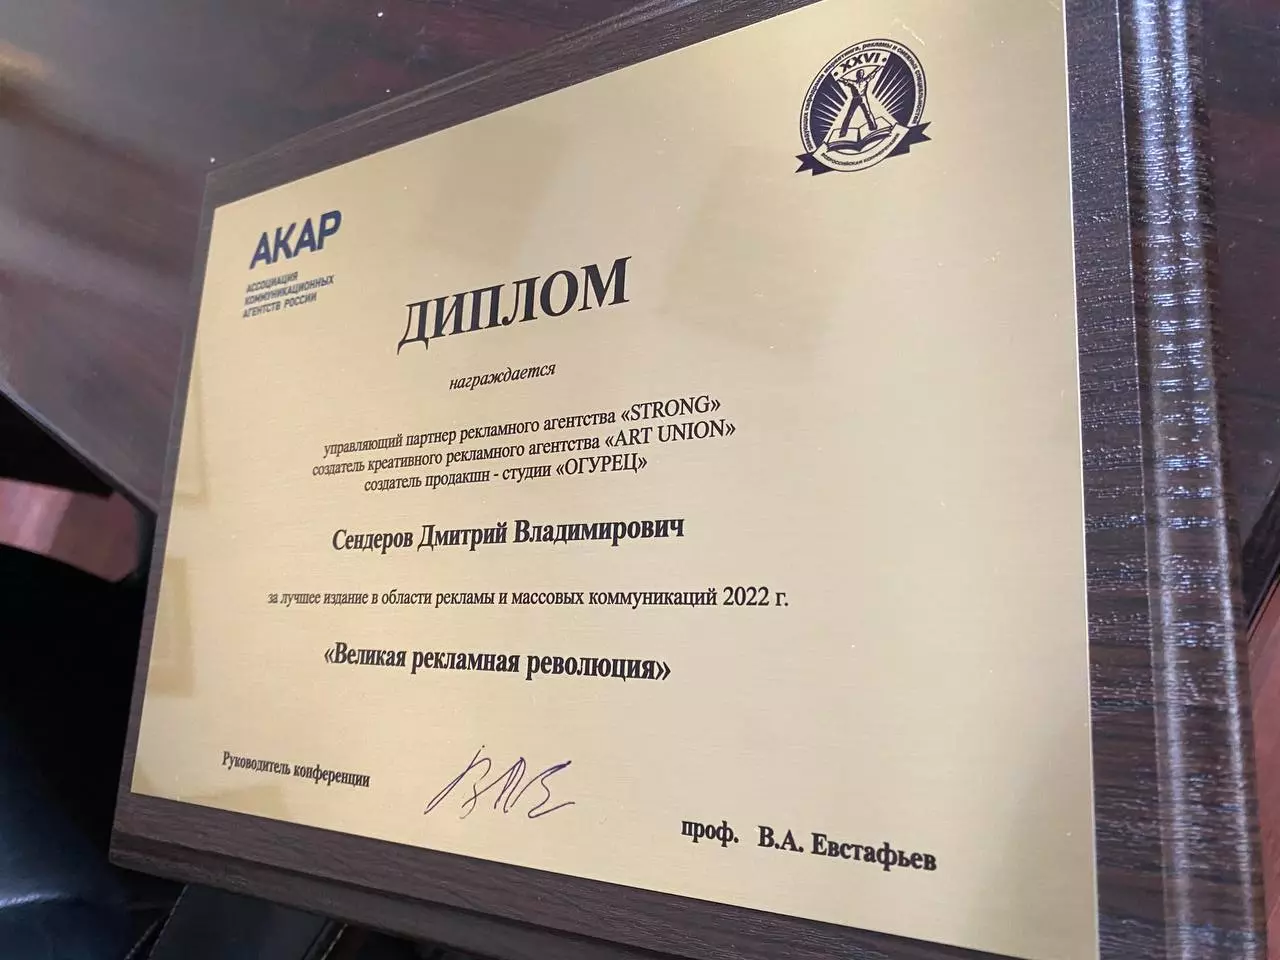 АКАР
АССОЦИАЦИЯ
КОММУНИКАЦИОННЫХ
АГЕНТСТВ РОССИИ
XXVI
ВСЕРОССИЙСКАЯ КОНФЕРЕНЦИЯ
ДИПЛОМ
награждается
управляющий партнер рекламного агентства «STRONG»
создатель креативного рекламного агентства «ART UNION»
создатель продакшн - студии «ОГУРЕЦ»
Сендеров Дмитрий Владимирович
за лучшее издание в области рекламы и массовых коммуникаций 2022 г.
«Великая рекламная революция»
Руководитель конференции
проф. В.А. Евстафьев